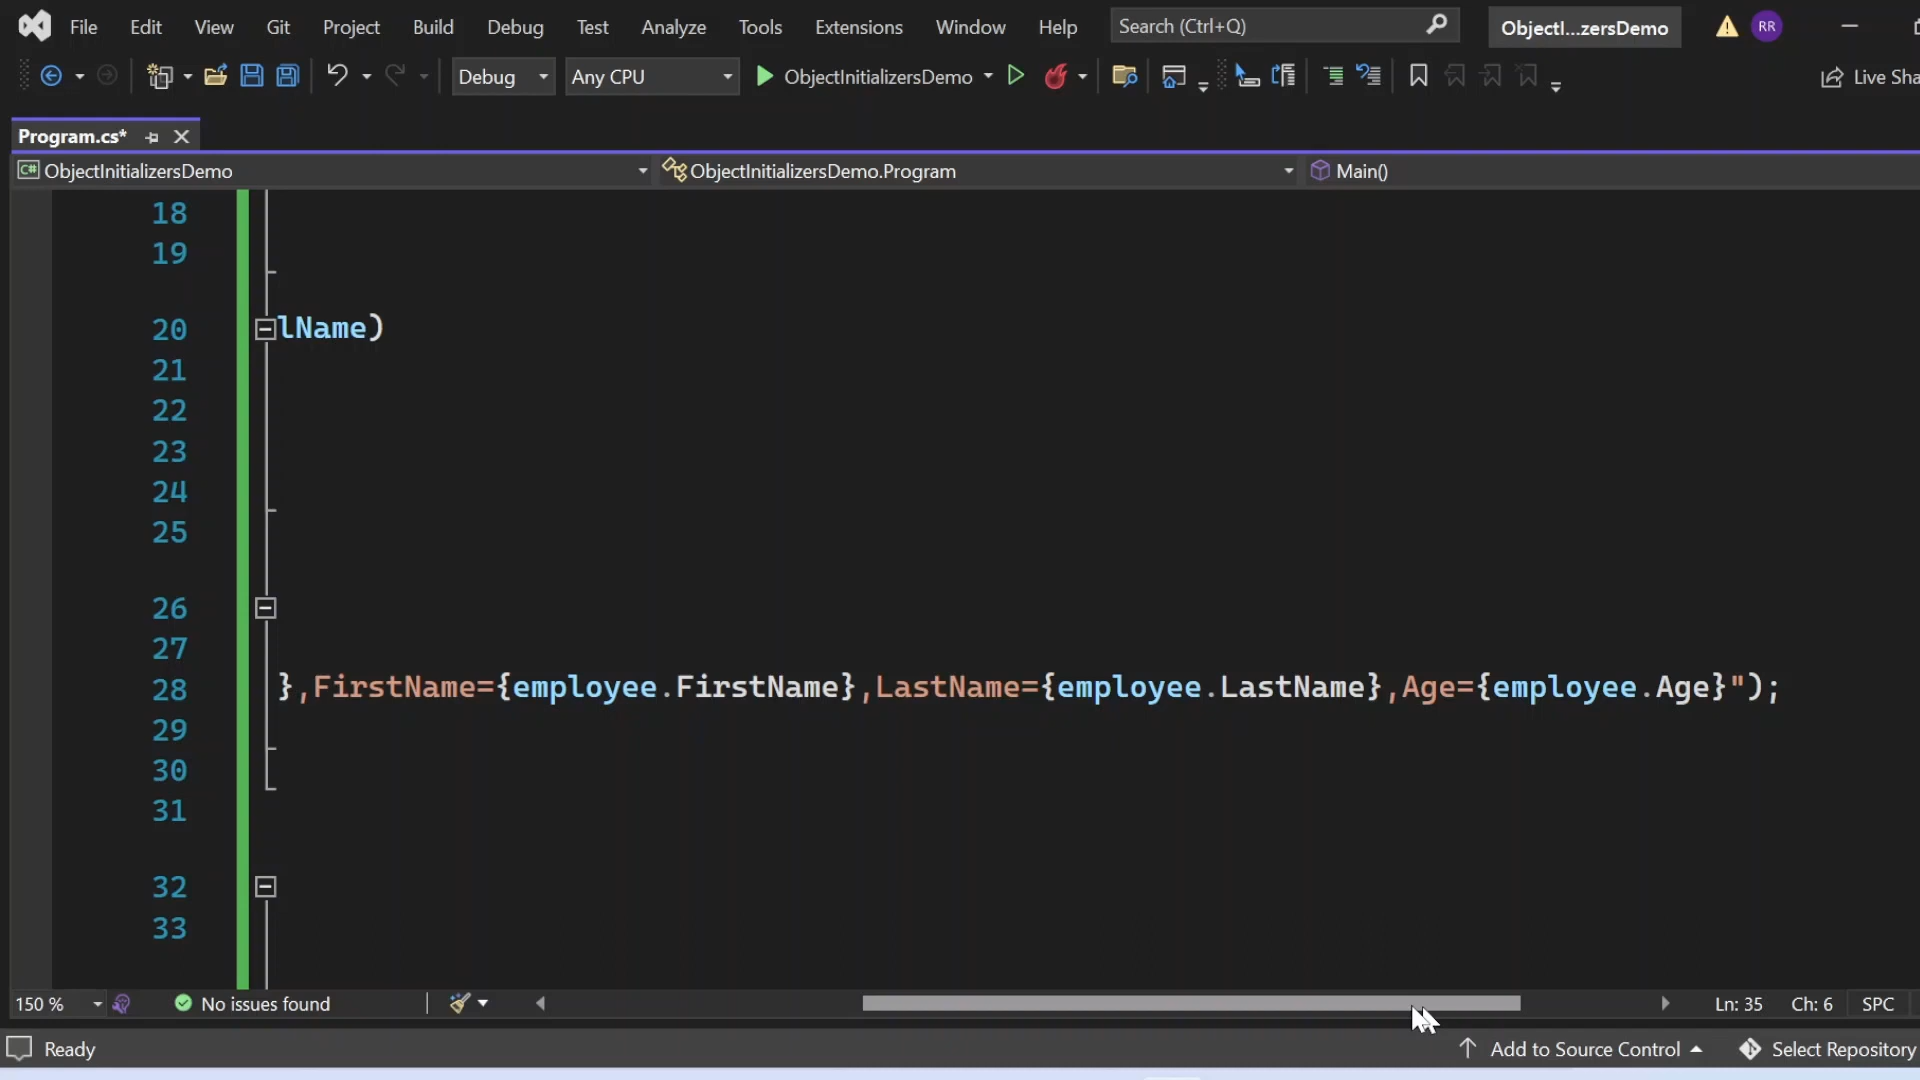 File Edit View Git Project Build Debug Test Analyze Tools Extensions Window Help Search (Ctrl+Q) ObjectI...zersDemo RR
Debug Any CPU ObjectInitializersDemo Live Sha
Program.cs*
C# ObjectInitializersDemo ObjectInitializersDemo.Program Main()
18
19
20 lName)
21
22
23
24
25
26
27
28 },FirstName={employee.FirstName},LastName={employee.LastName},Age={employee.Age}");
29
30
31
32
33
150 % No issues found Ln: 35 Ch: 6 SPC
Ready Add to Source Control Select Repository